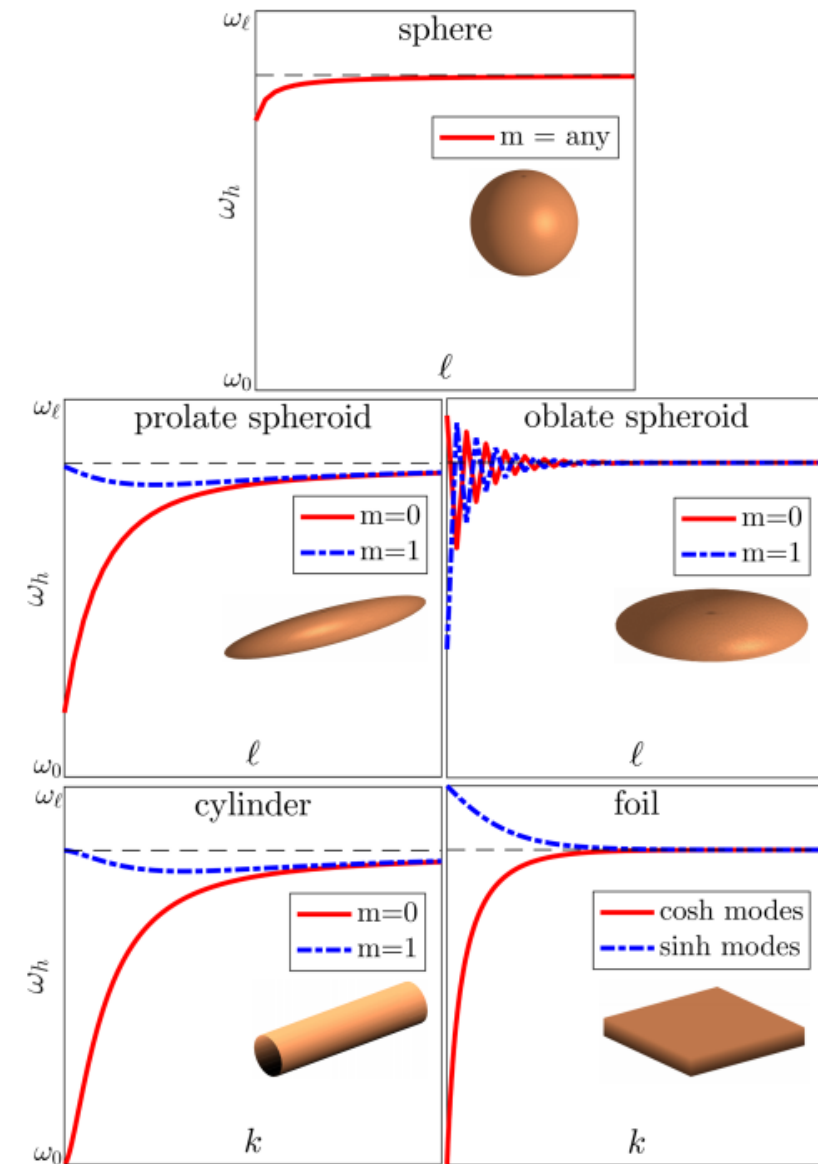 ω_ℓ
sphere
m = any
ω_h
ω_0
ℓ
ω_ℓ
prolate spheroid
m=0
m=1
ω_h
ω_0
ℓ
oblate spheroid
m=0
m=1
ℓ
ω_ℓ
cylinder
m=0
m=1
ω_h
ω_0
k
foil
cosh modes
sinh modes
k